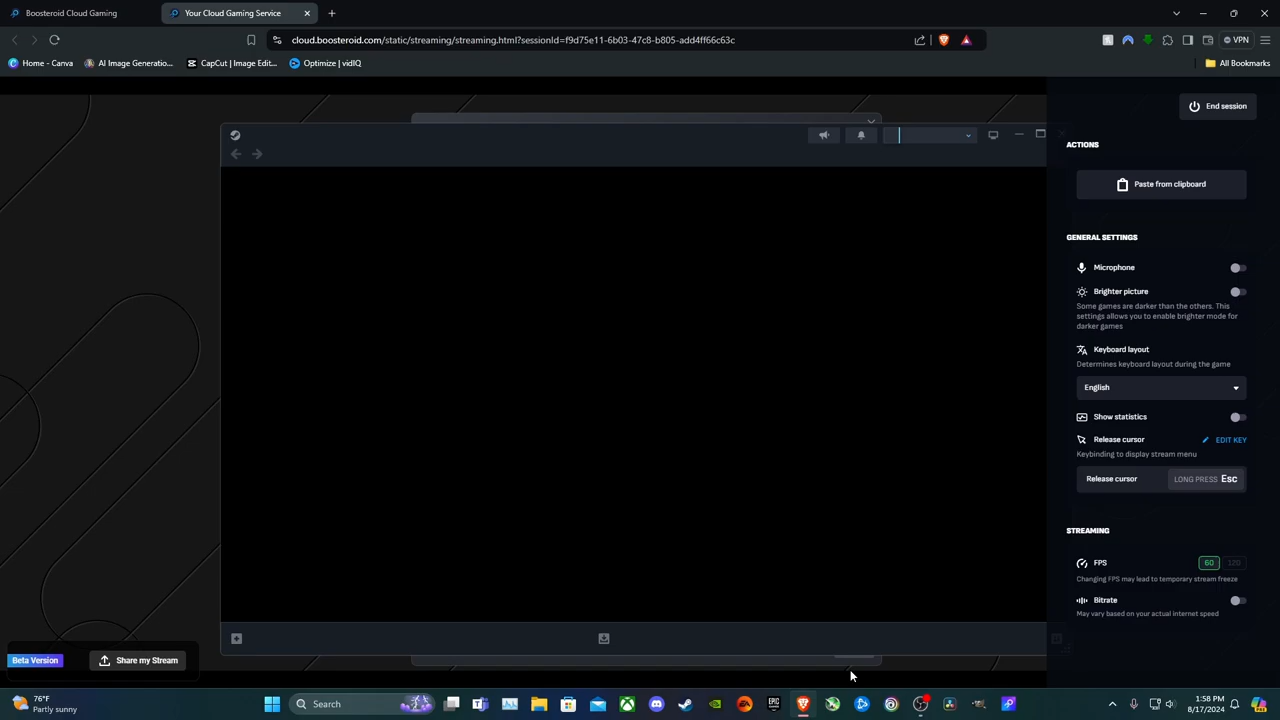 Boosteroid Cloud Gaming
Your Cloud Gaming Service
cloud.boosteroid.com/static/streaming/streaming.html?sessionId=f9d75e11-6b03-47c8-b805-add4ff66c63c
VPN
Home - Canva
AI Image Generatio...
CapCut | Image Edit...
Optimize | vidIQ
All Bookmarks
End session
ACTIONS
Paste from clipboard
GENERAL SETTINGS
Microphone
Brighter picture
Some games are darker than the others. This
settings allows you to enable brighter mode for
darker games
Keyboard layout
Determines keyboard layout during the game
English
Show statistics
Release cursor
EDIT KEY
Keybinding to display stream menu
Release cursor
LONG PRESS Esc
STREAMING
FPS
60
120
Changing FPS may lead to temporary stream freeze
Bitrate
May vary based on your actual internet speed
Beta Version
Share my Stream
76°F
Partly sunny
Search
EPIC
1:58 PM
8/17/2024